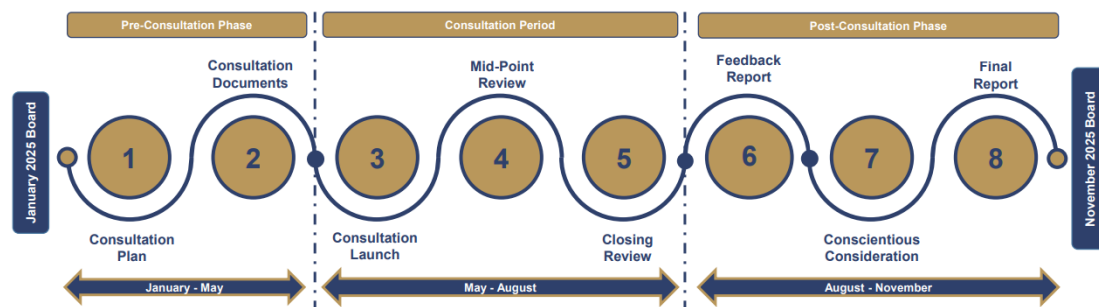 Pre-Consultation Phase
Consultation Period
Post-Consultation Phase
January 2025 Board
Consultation
Documents
Mid-Point
Review
Feedback
Report
Final
Report
1
2
3
4
5
6
7
8
Consultation
Plan
Consultation
Launch
Closing
Review
Conscientious
Consideration
November 2025 Board
January - May
May - August
August - November